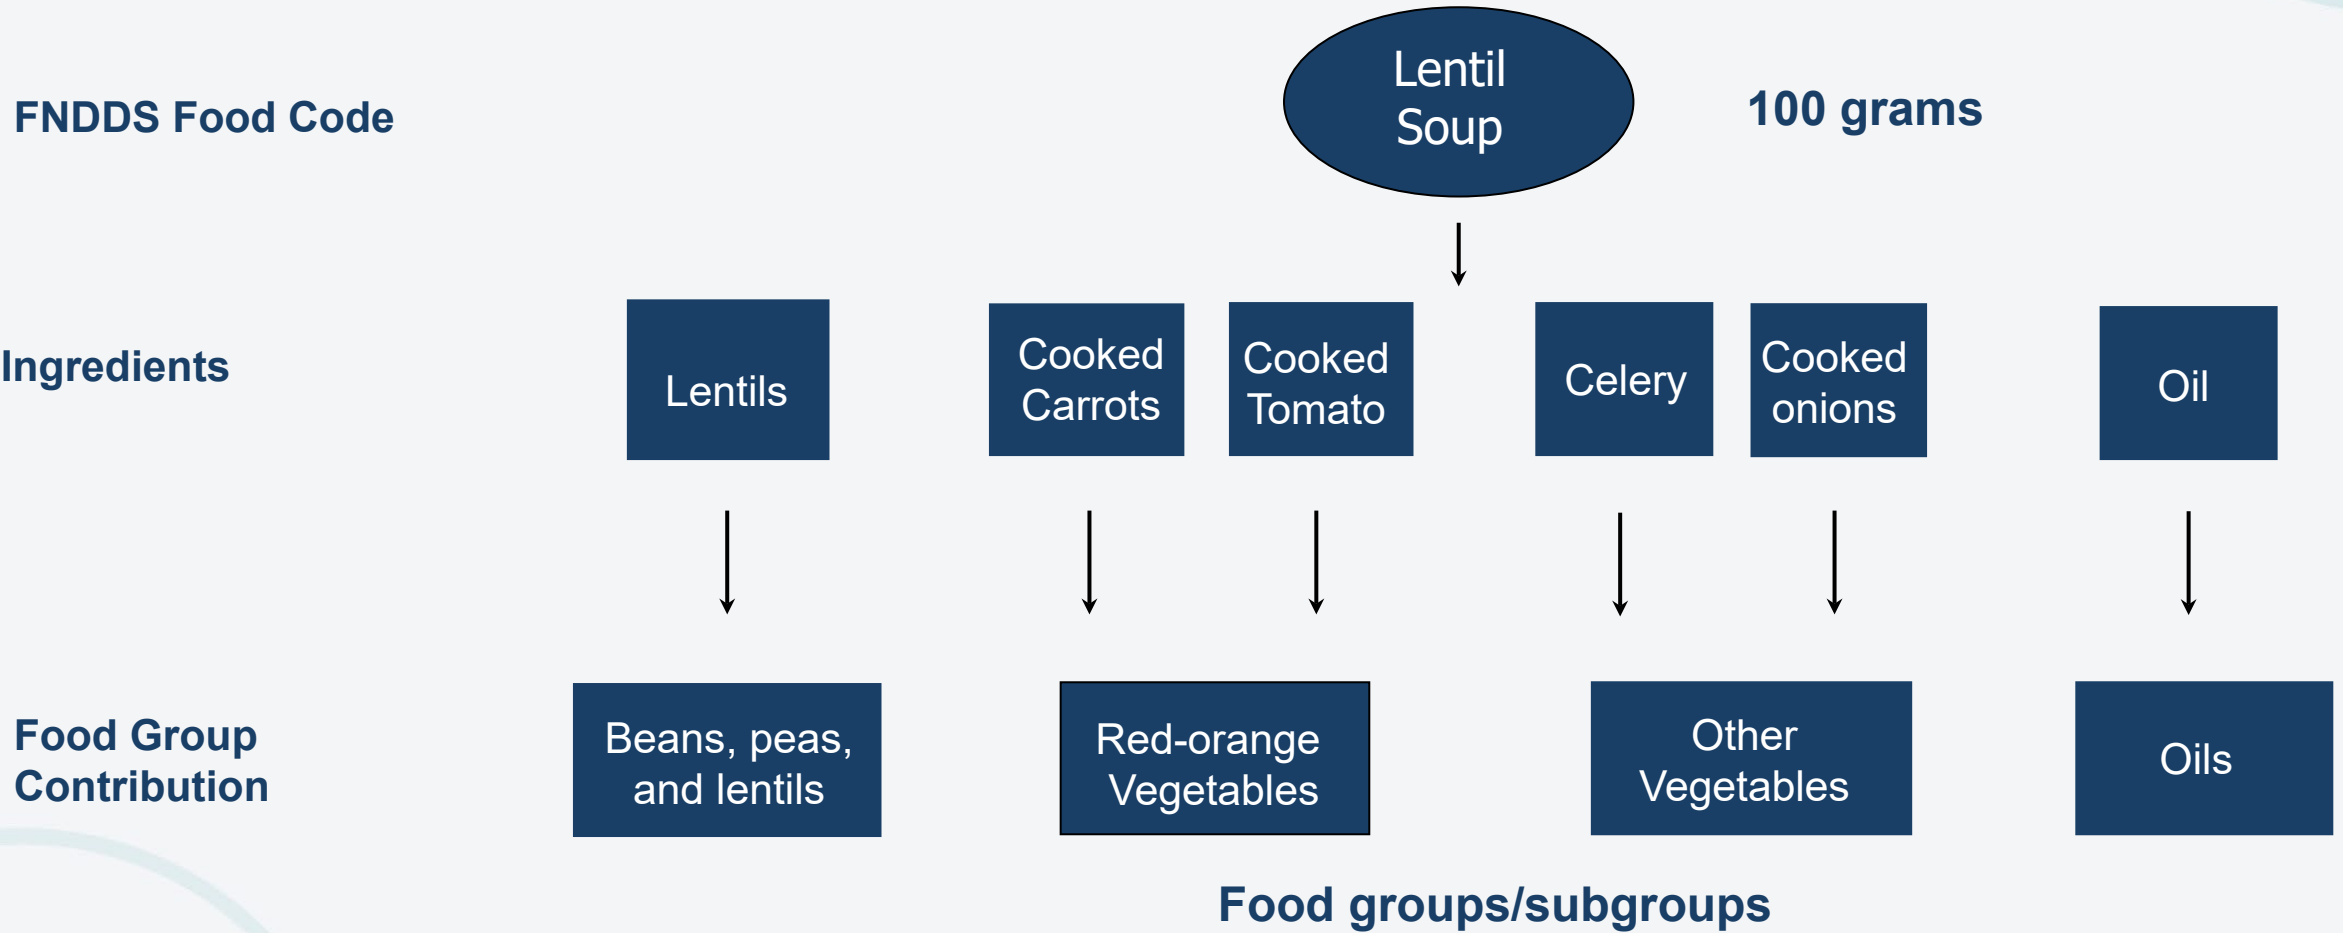 Lentil
Soup
FNDDS Food Code
100 grams
Ingredients
Lentils
Cooked
Carrots
Cooked
Tomato
Celery
Cooked
onions
Oil
Food Group
Contribution
Beans, peas,
and lentils
Red-orange
Vegetables
Other
Vegetables
Oils
Food groups/subgroups